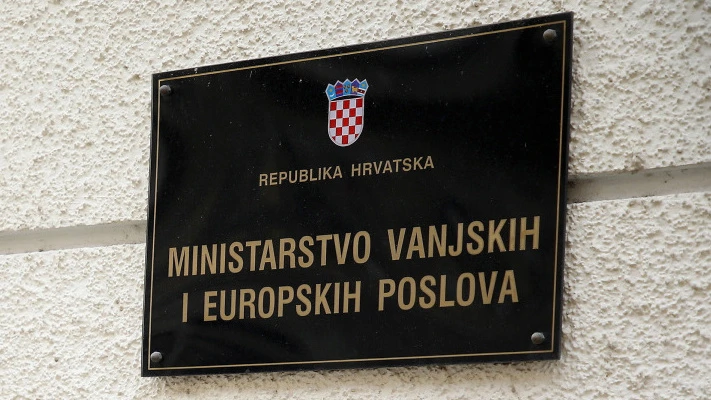 REPUBLIKA HRVATSKA
MINISTARSTVO VANJSKIH
I EUROPSKIH POSLOVA